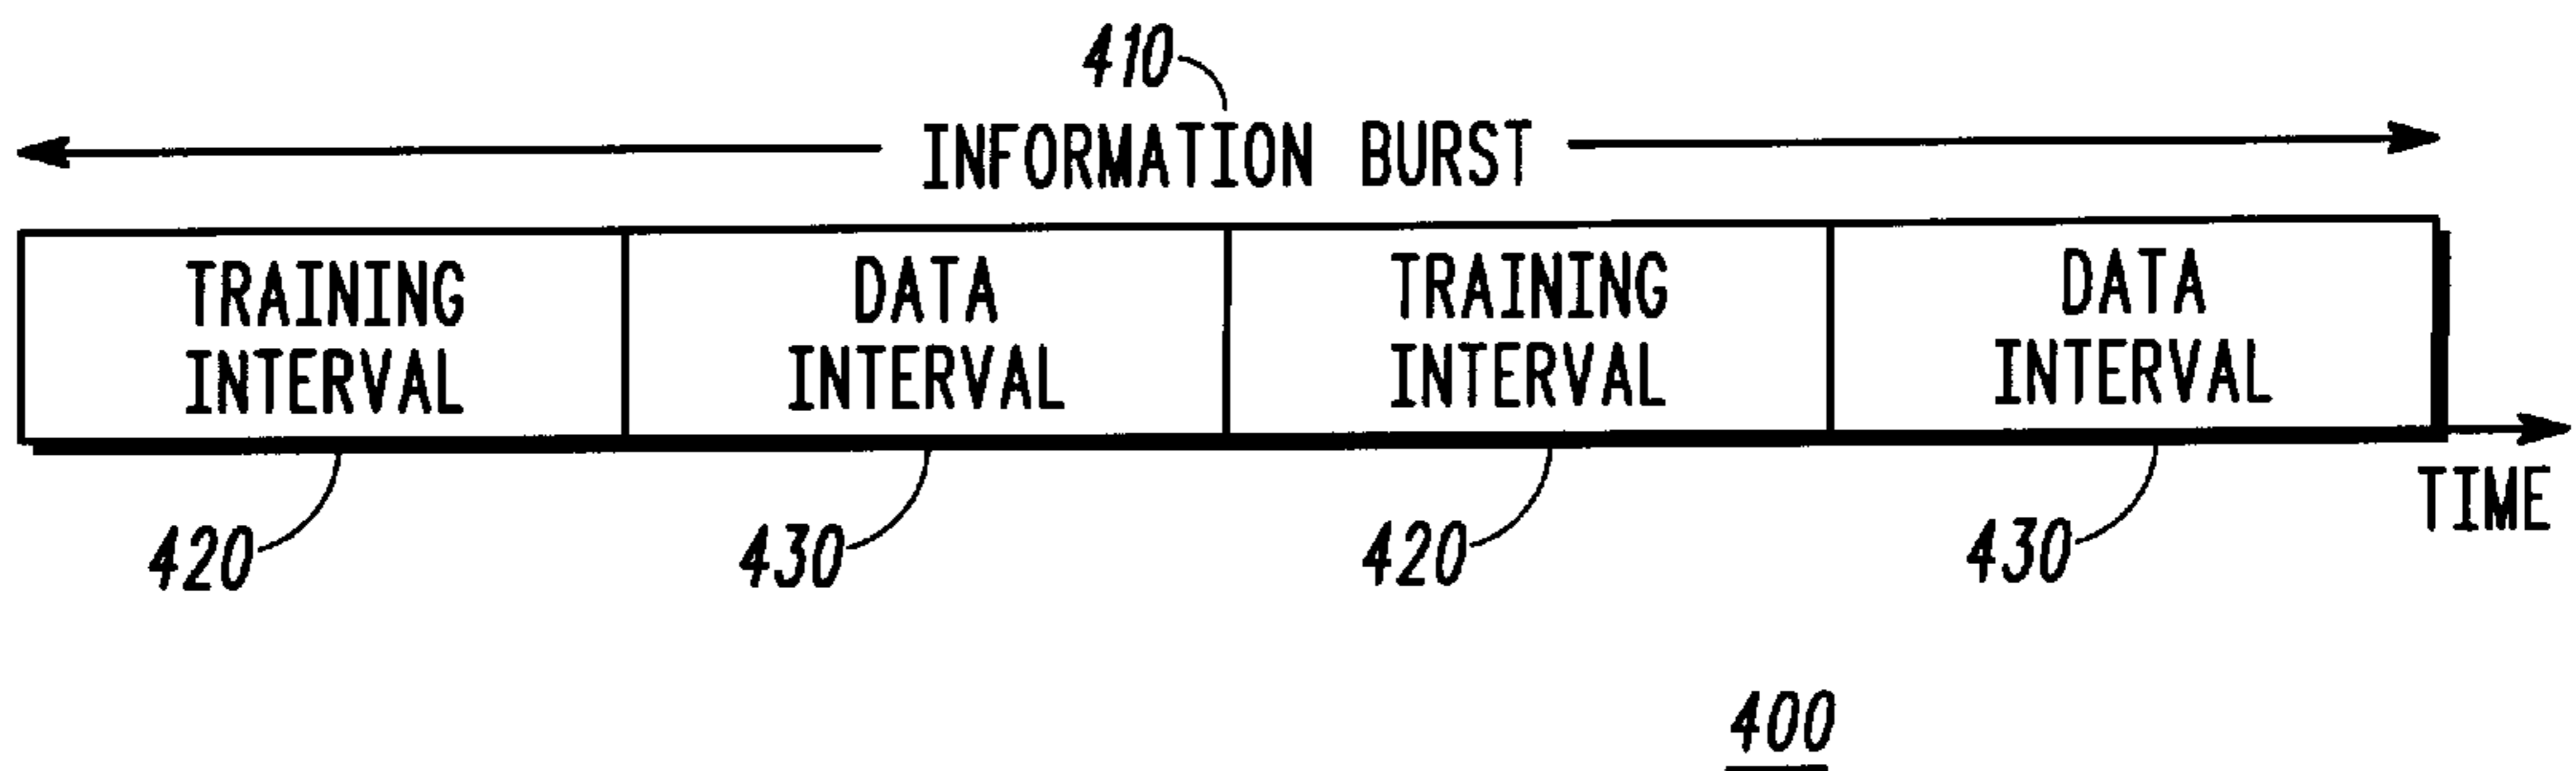 410
INFORMATION BURST
TRAINING INTERVAL
DATA INTERVAL
TRAINING INTERVAL
DATA INTERVAL
TIME
420
430
420
430
400